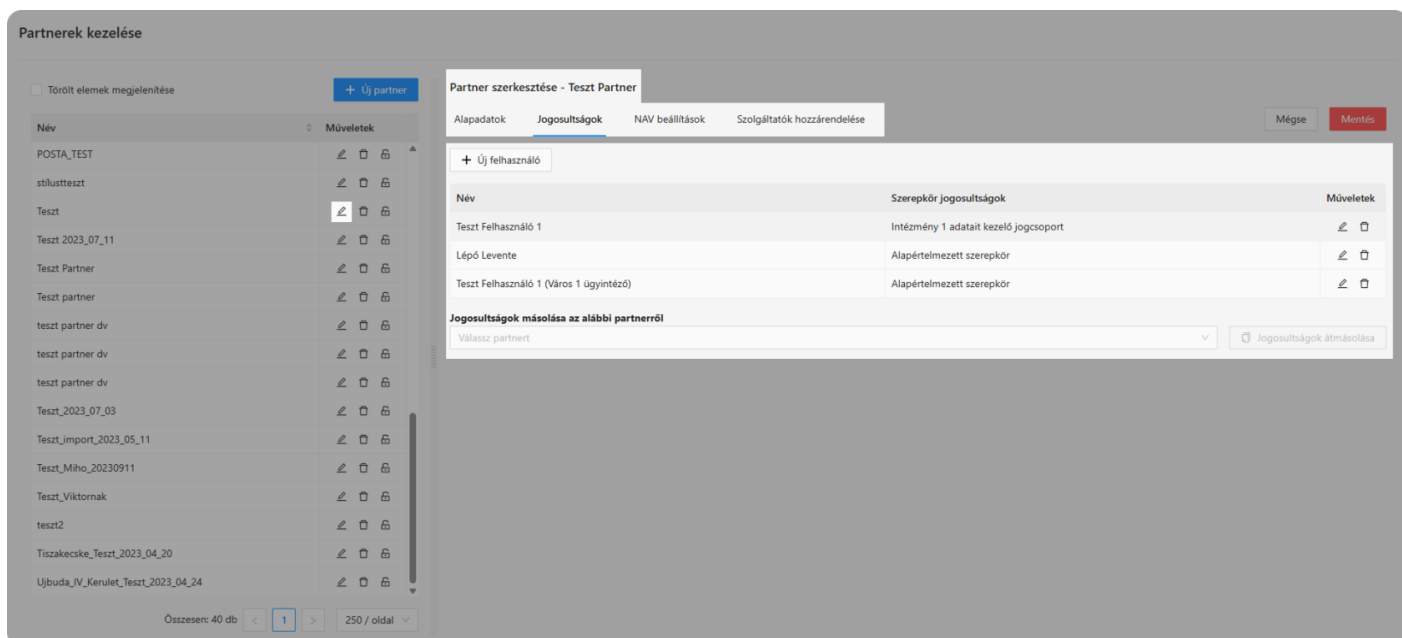 Partnerek kezelése
Törölt elemek megjelenítése
+ Új partner
Név Műveletek
POSTA_TEST
stílustteszt
Teszt
Teszt 2023_07_11
Teszt Partner
Teszt partner
teszt partner dv
teszt partner dv
teszt partner dv
Teszt_2023_07_03
Teszt_import_2023_05_11
Teszt_Miho_20230911
Teszt_Viktornak
teszt2
Tiszakecske_Teszt_2023_04_20
Ujbuda_IV_Kerulet_Teszt_2023_04_24
Összesen: 40 db < 1 > 250 / oldal
Partner szerkesztése - Teszt Partner
Alapadatok Jogosultságok NAV beállítások Szolgáltatók hozzárendelése
Mégse Mentés
+ Új felhasználó
Név Szerepkör jogosultságok Műveletek
Teszt Felhasználó 1 Intézmény 1 adatait kezelő jogcsoport
Lépő Levente Alapértelmezett szerepkör
Teszt Felhasználó 1 (Város 1 ügyintéző) Alapértelmezett szerepkör
Jogosultságok másolása az alábbi partnerről
Válassz partnert Jogosultságok átmásolása